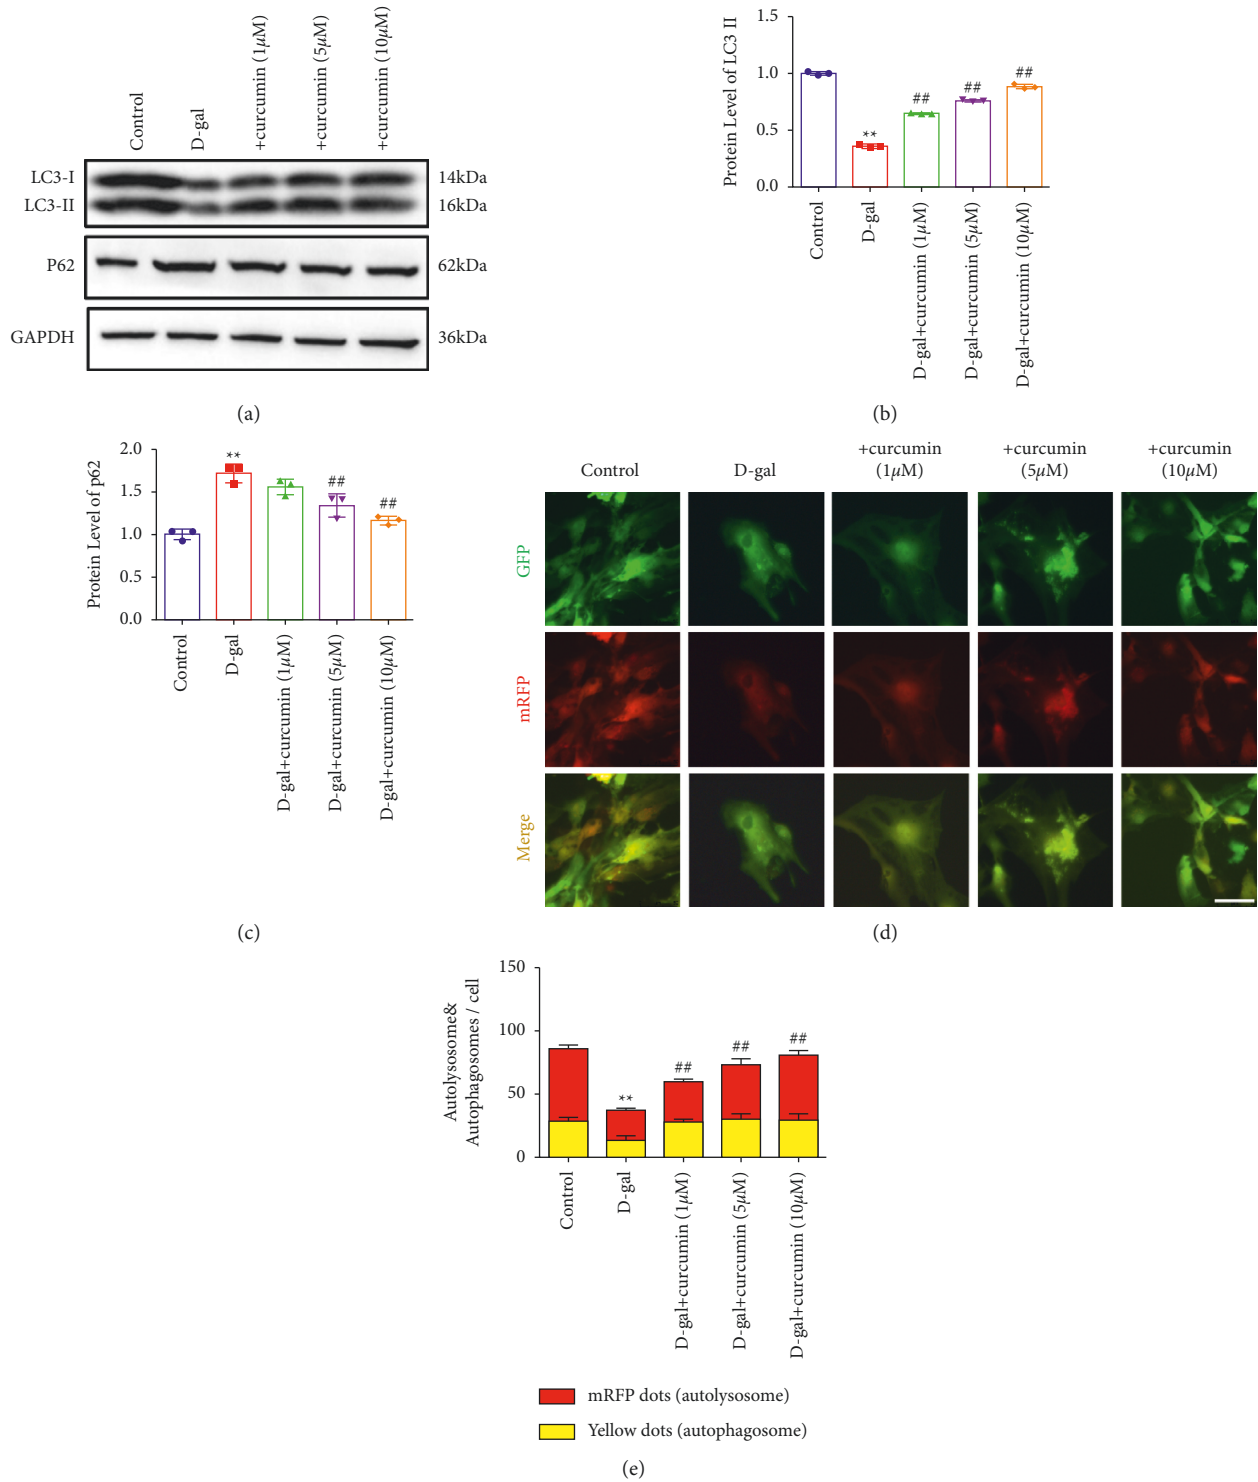 Control
D-gal
+curcumin (1μM)
+curcumin (5μM)
+curcumin (10μM)
LC3-I
14kDa
LC3-II
16kDa
P62
62kDa
GAPDH
36kDa
(a)
Protein Level of LC3 II
1.5
1.0
0.5
0.0
**
##
##
##
Control
D-gal
D-gal+curcumin (1μM)
D-gal+curcumin (5μM)
D-gal+curcumin (10μM)
(b)
Protein Level of p62
2.0
1.5
1.0
0.5
0.0
**
##
##
Control
D-gal
D-gal+curcumin (1μM)
D-gal+curcumin (5μM)
D-gal+curcumin (10μM)
(c)
Control
D-gal
+curcumin
(1μM)
+curcumin
(5μM)
+curcumin
(10μM)
GFP
mRFP
Merge
(d)
Autolysosome&
Autophagosomes / cell
150
100
50
0
**
##
##
##
Control
D-gal
D-gal+curcumin (1μM)
D-gal+curcumin (5μM)
D-gal+curcumin (10μM)
mRFP dots (autolysosome)
Yellow dots (autophagosome)
(e)